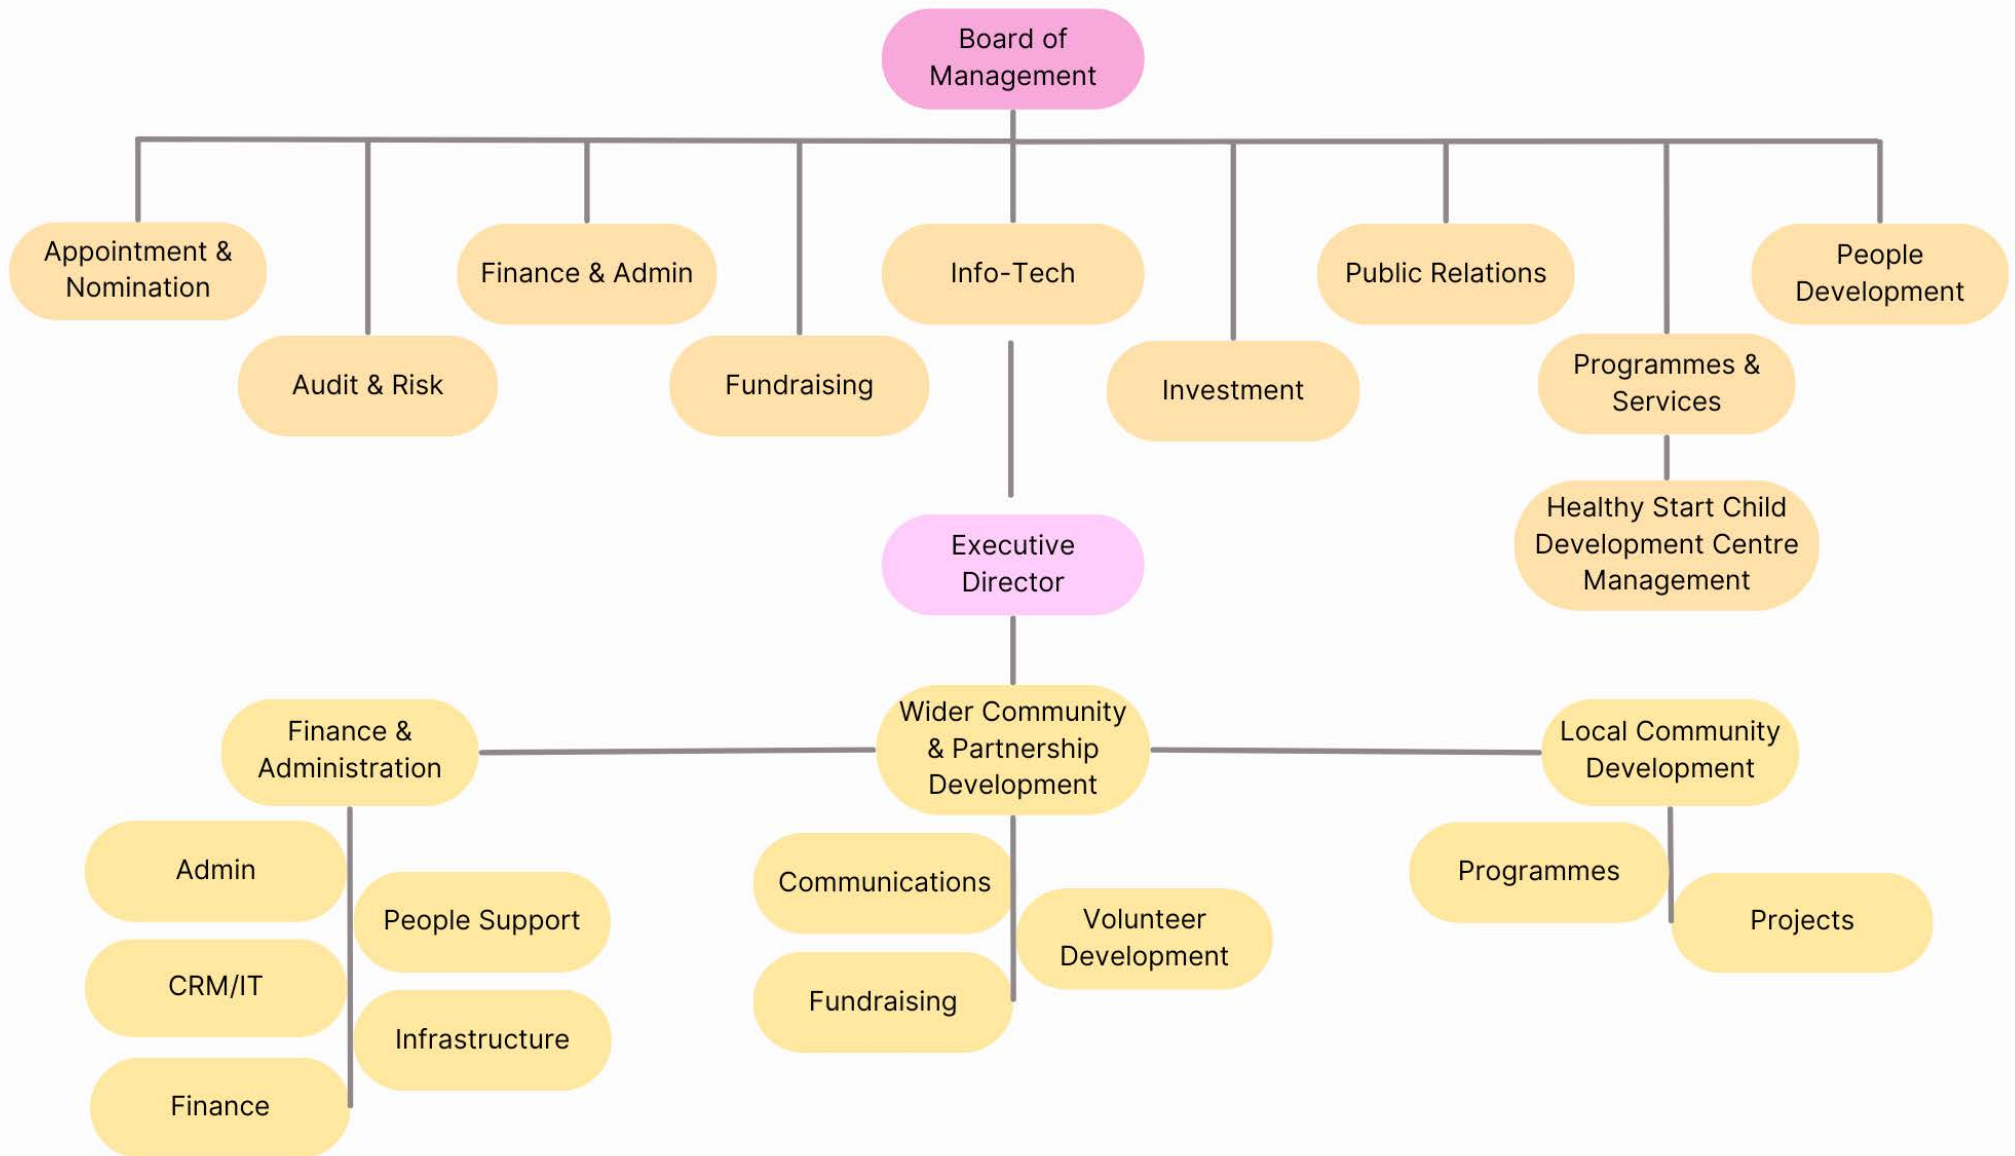 Board of
Management
Appointment &
Nomination
Finance & Admin
Info-Tech
Public Relations
People
Development
Audit & Risk
Fundraising
Investment
Programmes &
Services
Healthy Start Child
Development Centre
Management
Executive
Director
Finance &
Administration
Wider Community
& Partnership
Development
Local Community
Development
Admin
People Support
CRM/IT
Infrastructure
Finance
Communications
Volunteer
Development
Fundraising
Programmes
Projects